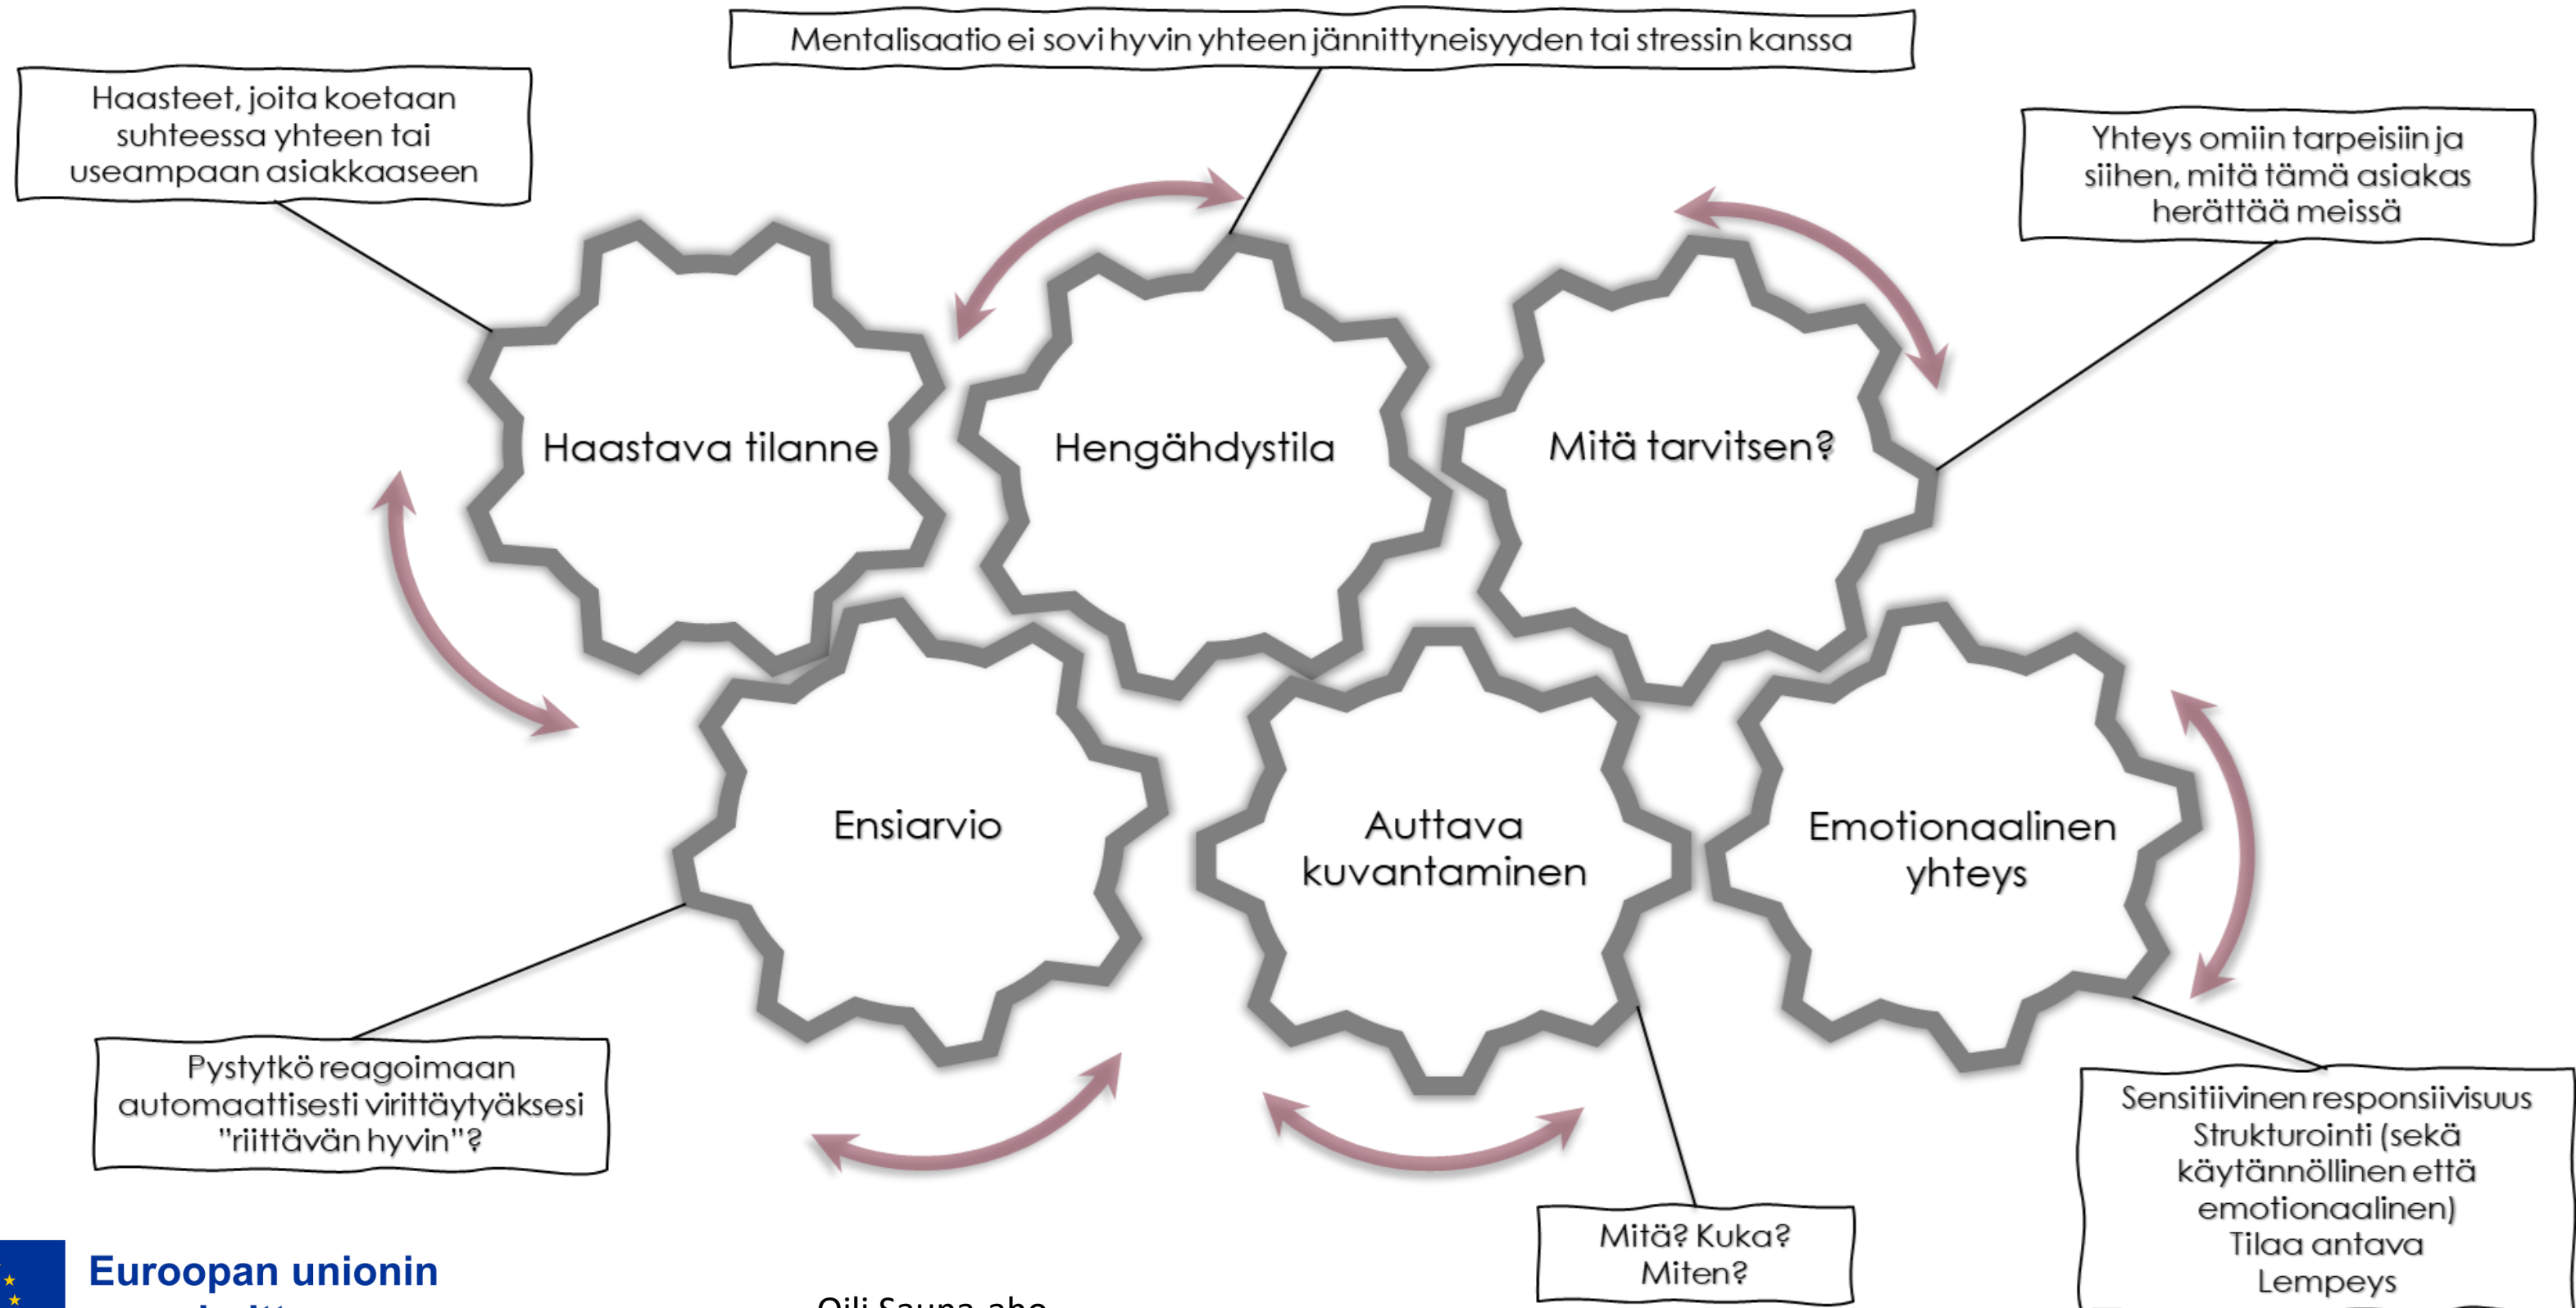 Mentalisaatio ei sovi hyvin yhteen jännittyneisyyden tai stressin kanssa
Haasteet, joita koetaan
suhteessa yhteen tai
useampaan asiakkaaseen
Yhteys omiin tarpeisiin ja
siihen, mitä tämä asiakas
herättää meissä
Haastava tilanne
Hengähdystila
Mitä tarvitsen?
Ensiarvio
Auttava
kuvantaminen
Emotionaalinen
yhteys
Pystytkö reagoimaan
automaattisesti virittäytyäksesi
”riittävän hyvin”?
Sensitiivinen responsiivisuus
Strukturointi (sekä
käytännöllinen että
emotionaalinen)
Tilaa antava
Lempeys
Mitä? Kuka?
Miten?
Euroopan unionin
Oili Sauna-aho